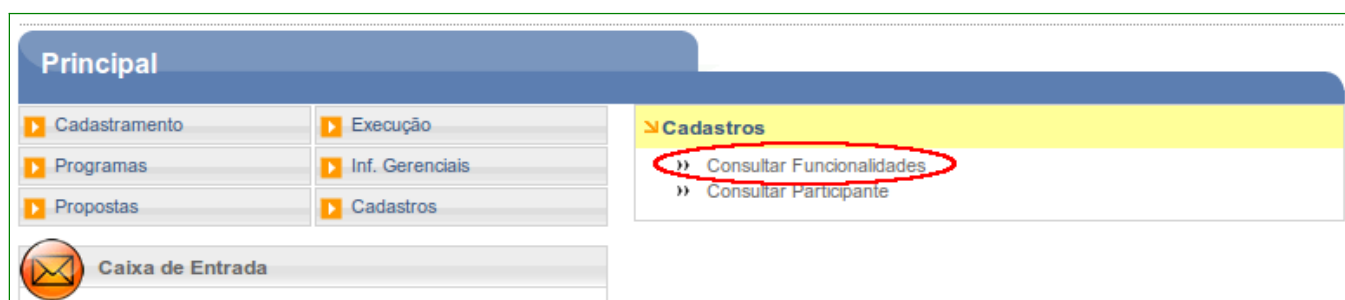 Principal
Cadastramento
Execução
Programas
Inf. Gerenciais
Propostas
Cadastros
Cadastros
Consultar Funcionalidades
Consultar Participante
Caixa de Entrada